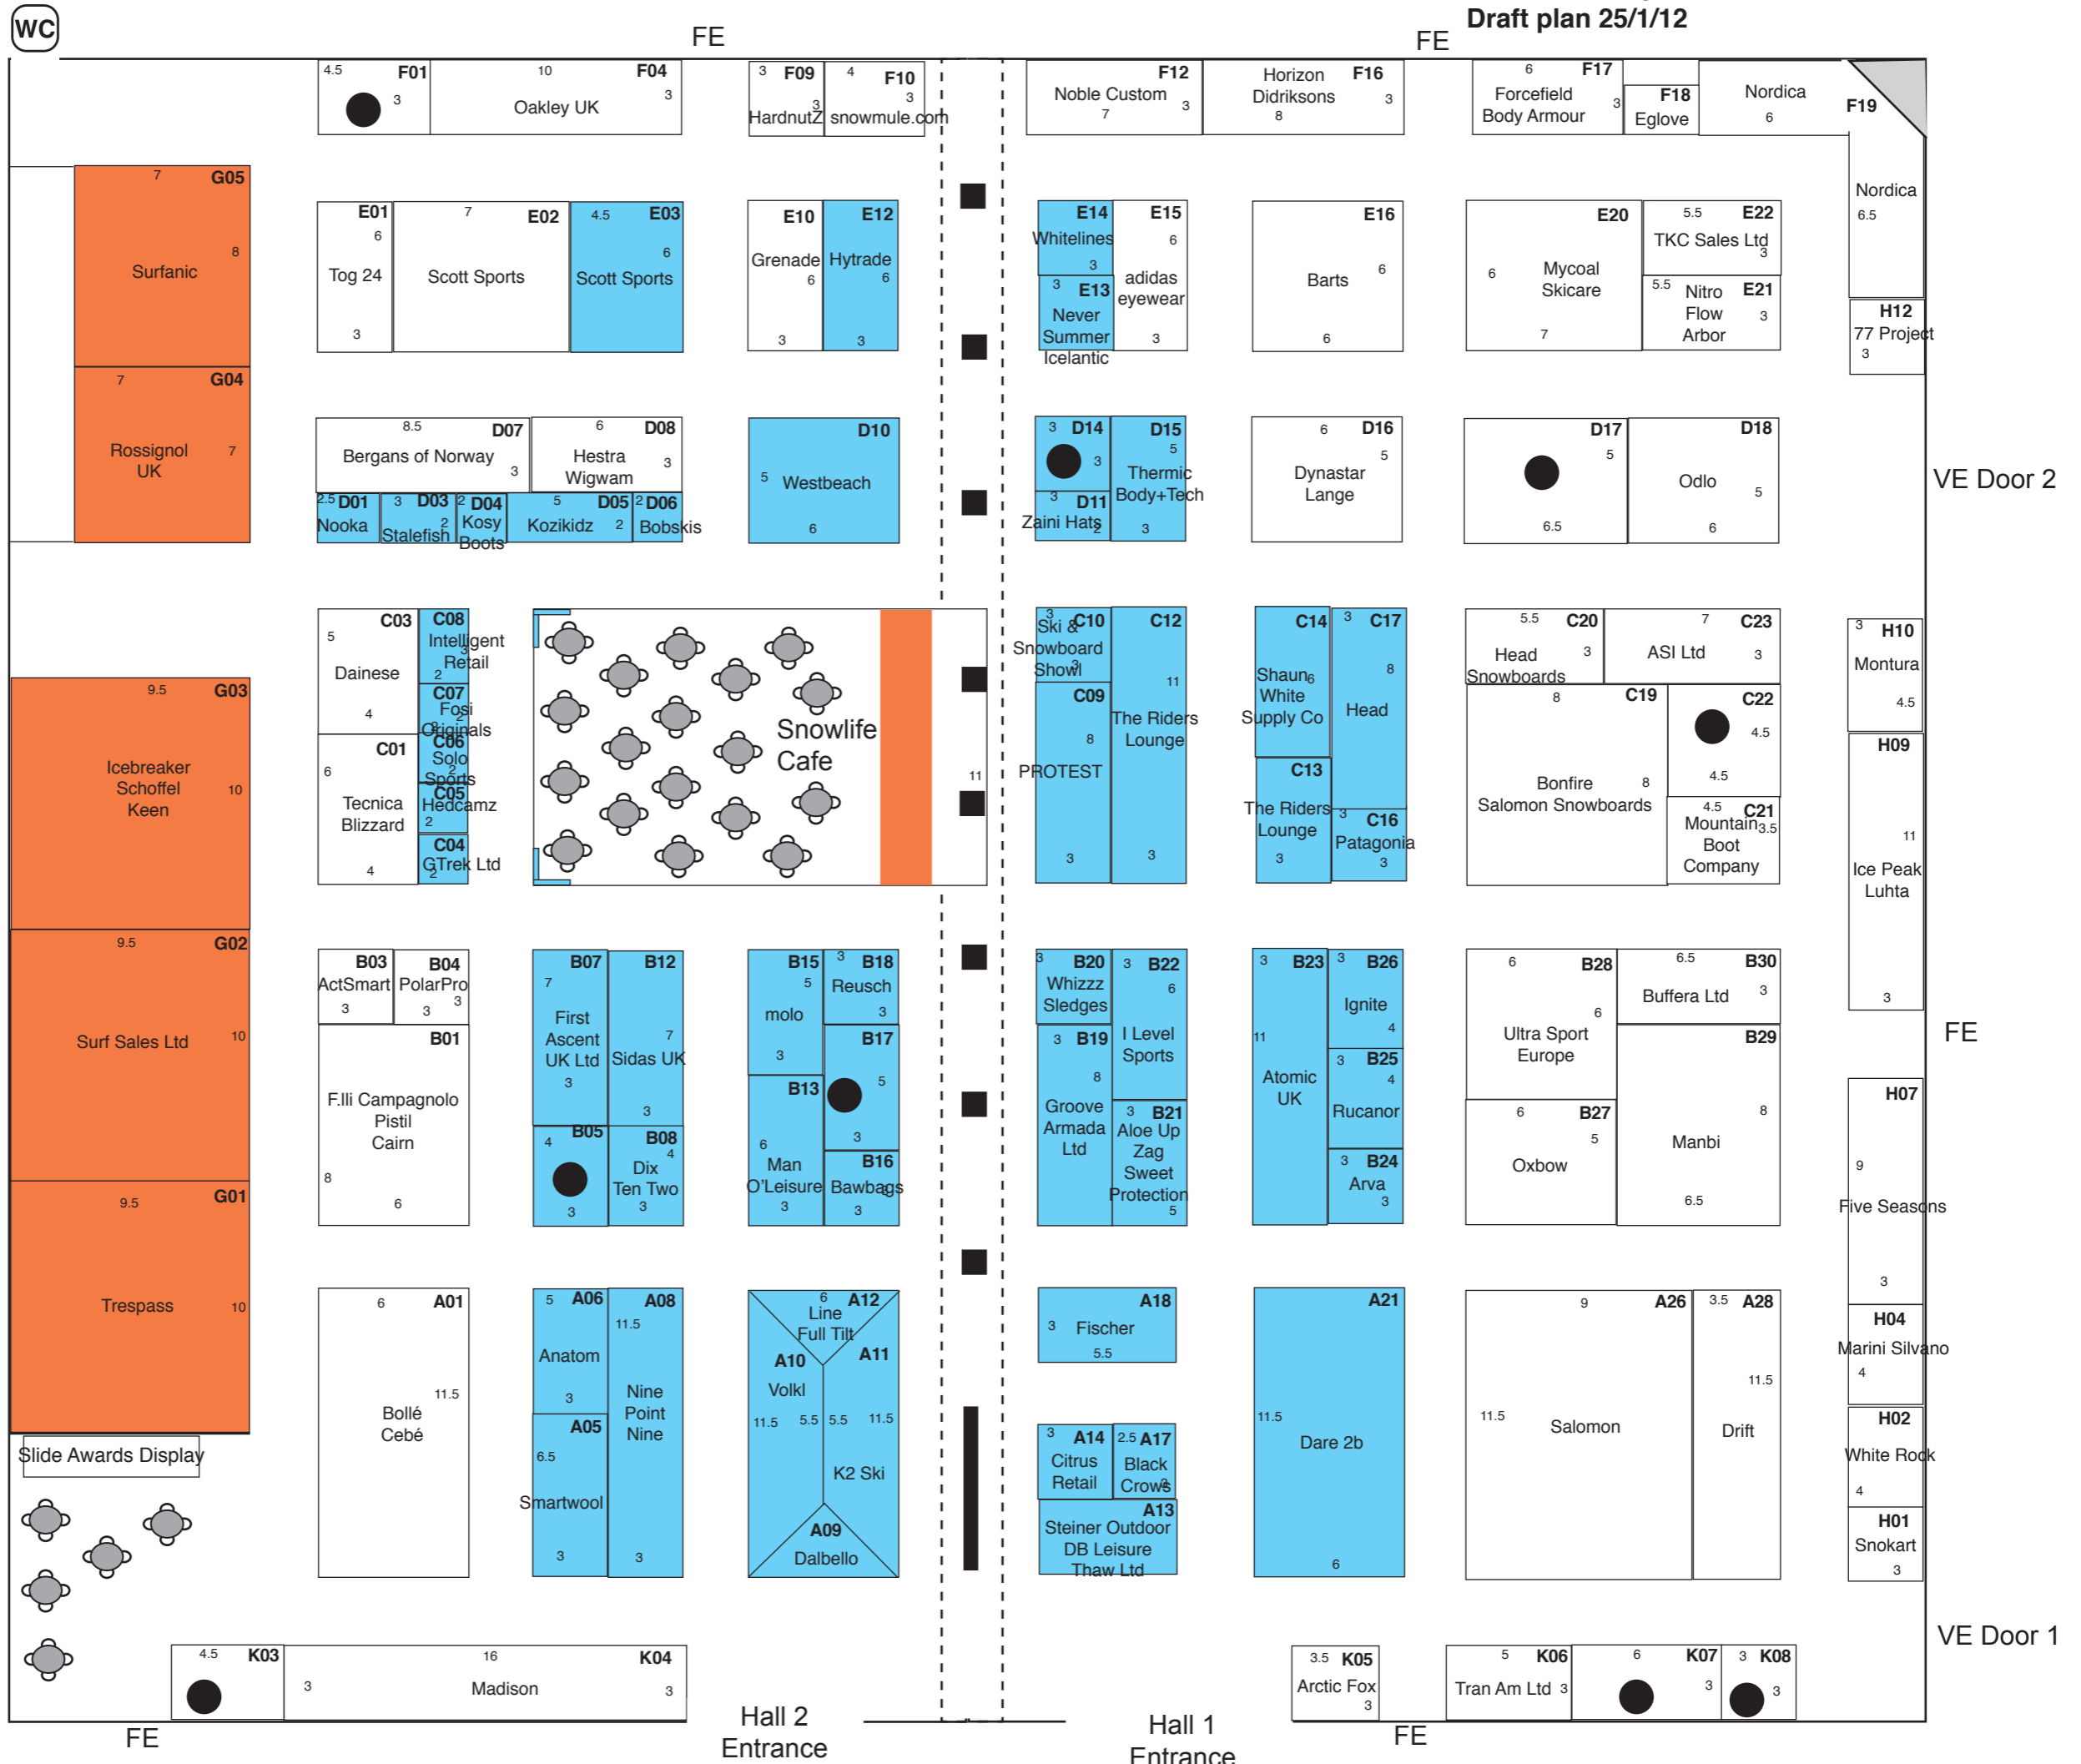 Draft plan 25/1/12
WC
FE
FE
4.5 F01
3
10 F04
Oakley UK 3
3 F09
3
HardnutZ
4 F10
3
snowmule.com
F12
Noble Custom 3
7
Horizon F16
Didriksons 3
8
6 F17
Forcefield 3
Body Armour
F18
Eglove
Nordica
6
F19
Nordica
6.5
H12
77 Project
3
7 G05
8
Surfanic
7 G04
Rossignol 7
UK
E01
6
Tog 24
3
7 E02
Scott Sports
4.5 E03
6
Scott Sports
E10
Grenade
6
3
E12
Hytrade
6
3
E14
Whitelines
3
3 E13
Never
Summer
Icelantic
E15
6
adidas
eyewear
3
E16
6
Barts
6
E20
6 Mycoal
Skicare
7
5.5 E22
TKC Sales Ltd
3
5.5 Nitro E21
Flow 3
Arbor
8.5 D07
Bergans of Norway
3
6 D08
Hestra 3
Wigwam
2.5 D01
Nooka
3 D03
2
Stalefish
2 D04
Kosy
Boots
5 D05
Kozikidz 2
2 D06
Bobskis
D10
5 Westbeach
6
3 D14
3
3 D11
Zaini Hats
2
D15
5
Thermic
Body+Tech
3
6 D16
5
Dynastar
Lange
D17
5
6.5
D18
Odlo
5
6
VE Door 2
9.5 G03
Icebreaker
Schoffel 10
Keen
C03
5
Dainese
4
C01
6
Tecnica
Blizzard
4
C08
Intelligent
3
Retail
2
C07
Fosi
2
Originals
2
C06
Solo
2
Sports
C05
Hedcamz
2
C04
GTrek Ltd
2
Snowlife
Cafe
11
3
C10
Ski &
Snowboard
Showl
3
C09
8
PROTEST
3
C12
11
The Riders
Lounge
3
C14
Shaun 6
White
Supply Co
C13
The Riders
Lounge
3
3 C17
8
Head
3 C16
Patagonia
3
5.5 C20
Head 3
Snowboards
7 C23
ASI Ltd 3
8 C19
Bonfire 8
Salomon Snowboards
C22
4.5
4.5
4.5 C21
Mountain 3.5
Boot
Company
3 H10
Montura
4.5
H09
11
Ice Peak
Luhta
3
9.5 G02
Surf Sales Ltd 10
B03
ActSmart
3
B04
PolarPro
3
3
B01
F.lli Campagnolo
Pistil
Cairn
8
6
B07
7
First
Ascent
UK Ltd
3
B12
7
Sidas UK
3
B05
4
3
B08
4
Dix
Ten Two
3
B15
5
molo
3
3 B18
Reusch
3
B17
5
3
B13
6
Man
O'Leisure
3
B16
Bawbags
3
3 B20
Whizzz
Sledges
3 B19
8
Groove
Armada
Ltd
3 B22
6
I Level
Sports
3 B21
Aloe Up
Zag
Sweet
Protection
5
3 B23
11
Atomic
UK
3 B26
Ignite
4
3 B25
4
Rucanor
3 B24
Arva
3
6 B28
6
Ultra Sport
Europe
6 B27
5
Oxbow
6.5 B30
Buffera Ltd 3
B29
8
Manbi
6.5
FE
H07
9
Five Seasons
3
9.5 G01
Trespass 10
6 A01
11.5
Bollé
Cebé
5 A06
Anatom
3
A05
6.5
Smartwool
3
A08
11.5
Nine
Point
Nine
3
6 A12
Line
Full Tilt
A10
Volkl
11.5 5.5
A11
5.5 11.5
K2 Ski
A09
Dalbello
A18
3 Fischer
5.5
3 A14
Citrus
Retail
2.5 A17
Black
Crows
3
A13
Steiner Outdoor
DB Leisure
Thaw Ltd
A21
11.5
Dare 2b
6
9 A26
11.5 Salomon
3.5 A28
11.5
Drift
H04
Marini Silvano
4
H02
White Rock
4
H01
Snokart
3
Slide Awards Display
VE Door 1
4.5 K03
16 K04
3 Madison 3
3.5 K05
Arctic Fox
3
5 K06
Tran Am Ltd 3
6 K07
3
3 K08
3
FE
Hall 2
Entrance
Hall 1
Entrance
FE